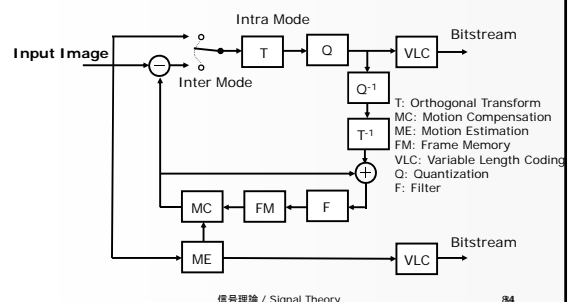 Intra Mode
Bitstream
Input Image
T
Q
VLC
Inter Mode
Q-1
T-1
T: Orthogonal Transform
MC: Motion Compensation
ME: Motion Estimation
FM: Frame Memory
VLC: Variable Length Coding
Q: Quantization
F: Filter
MC
FM
F
ME
VLC
Bitstream
信号理論 / Signal Theory